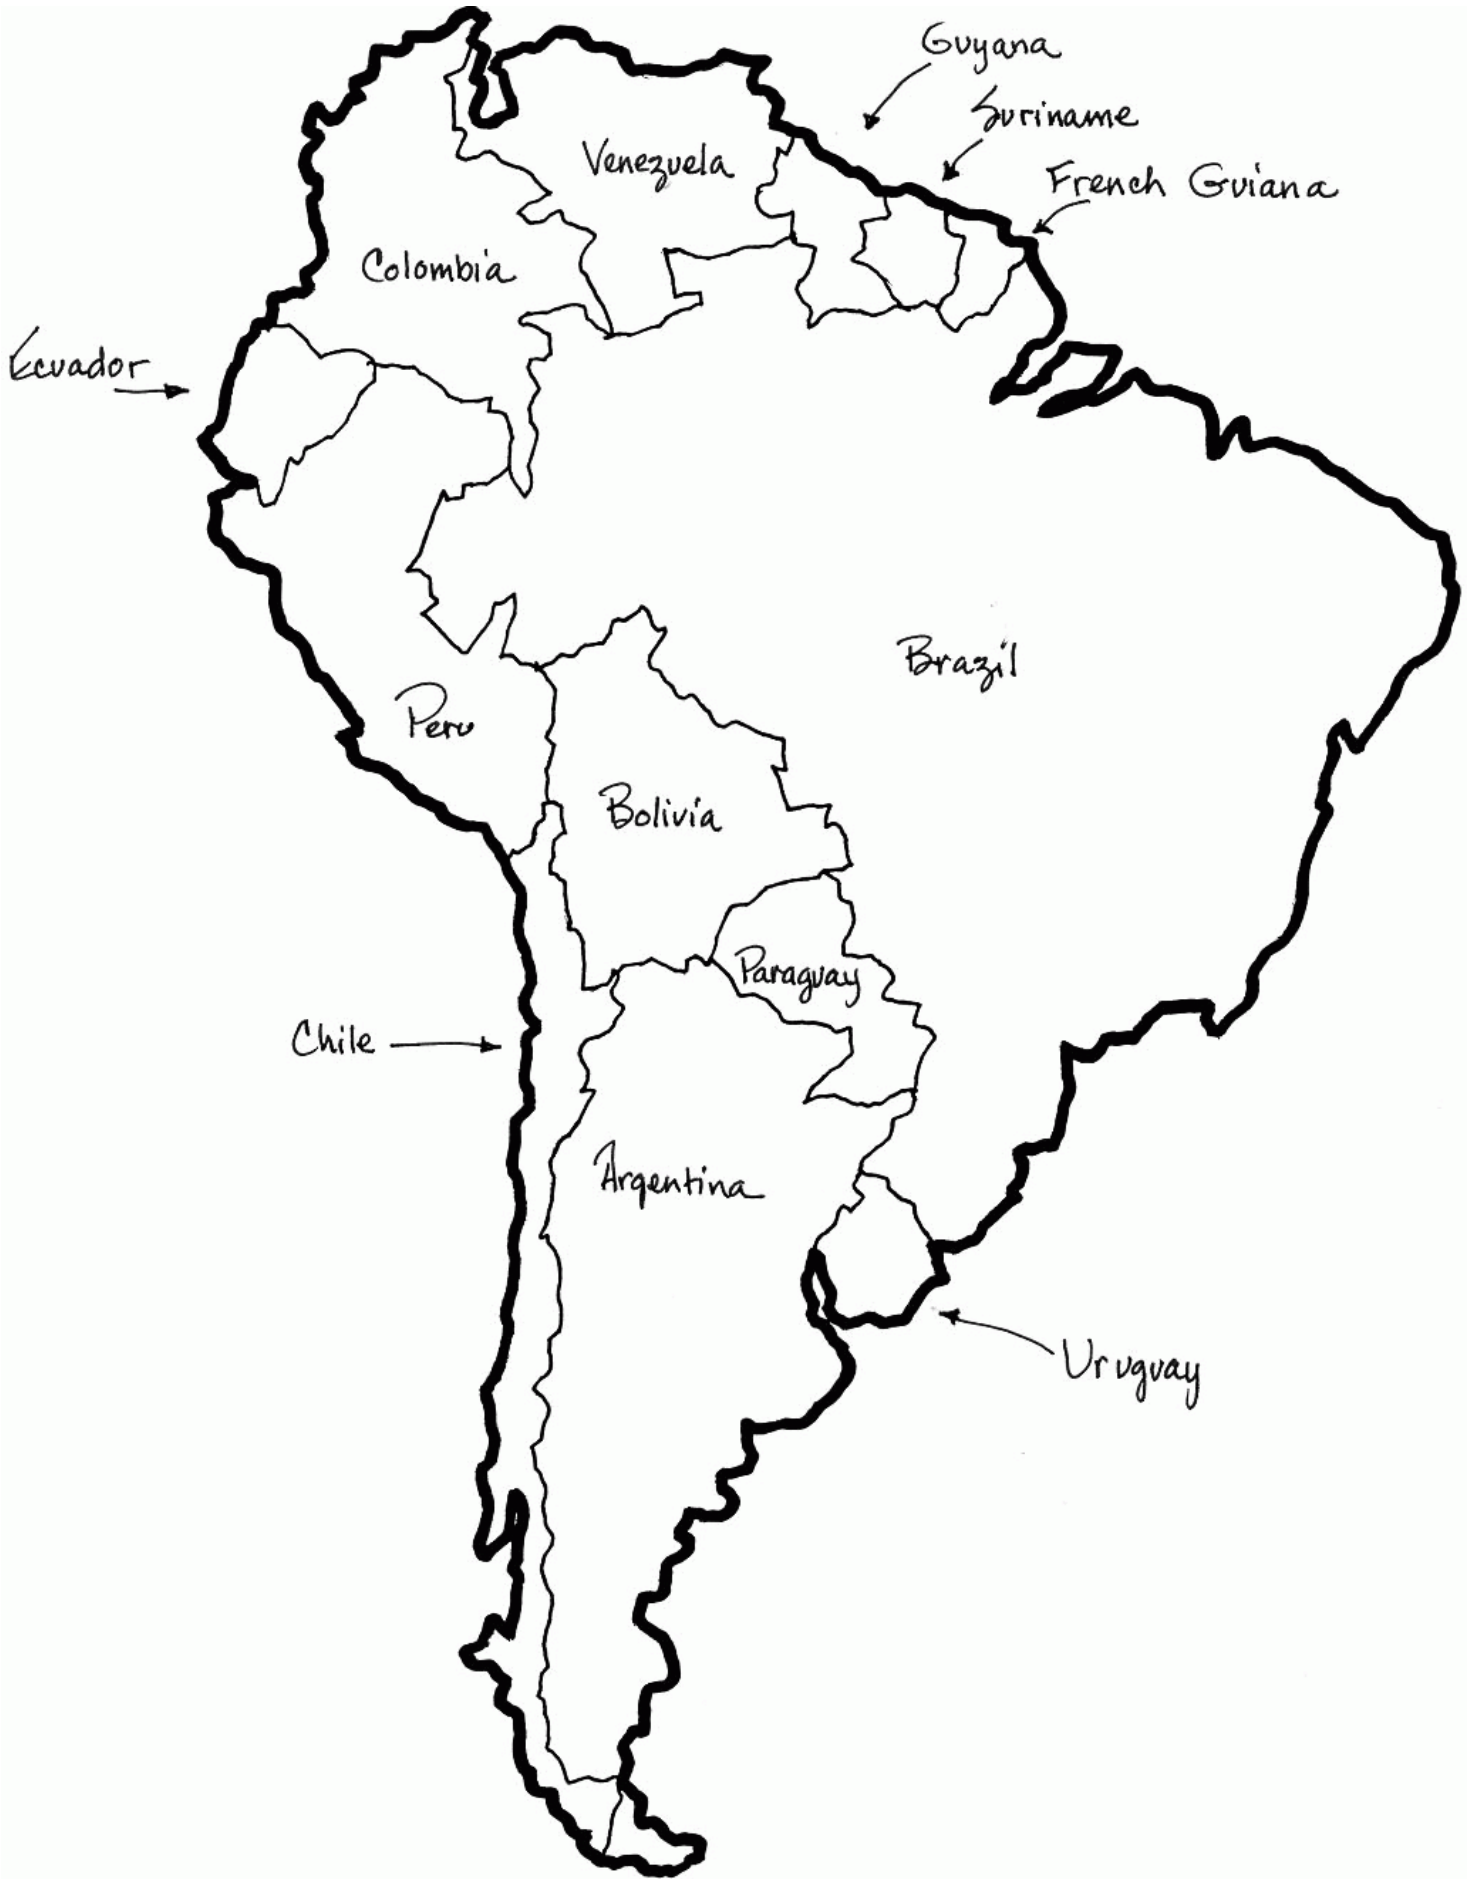 Guyana
Suriname
French Guiana
Venezuela
Colombia
Ecuador
Brazil
Peru
Bolivia
Paraguay
Chile
Argentina
Uruguay